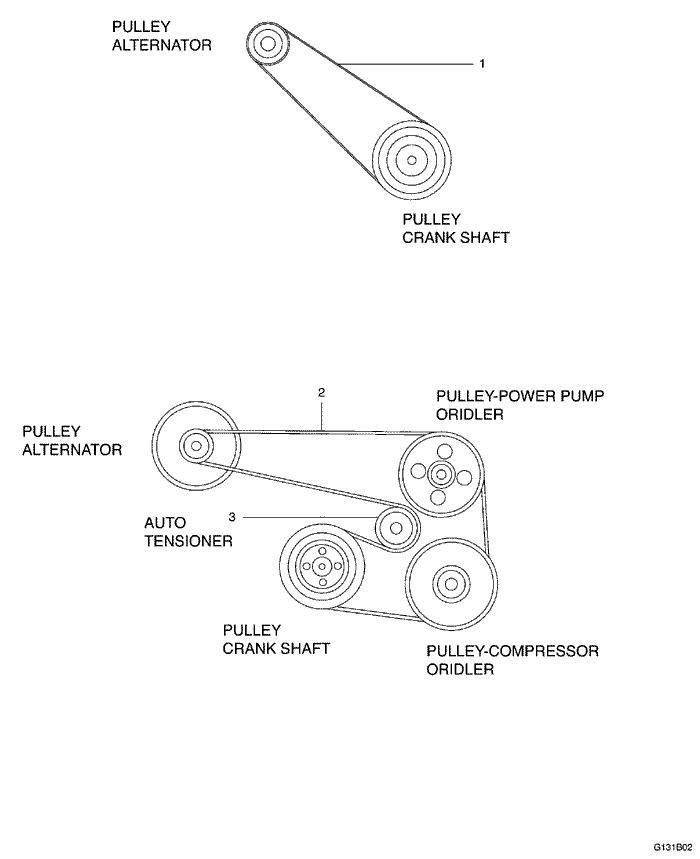 PULLEY
ALTERNATOR
1
PULLEY
CRANK SHAFT
2
PULLEY-POWER PUMP
ORIDLER
PULLEY
ALTERNATOR
AUTO
TENSIONER
3
PULLEY
CRANK SHAFT
PULLEY-COMPRESSOR
ORIDLER
G131B02